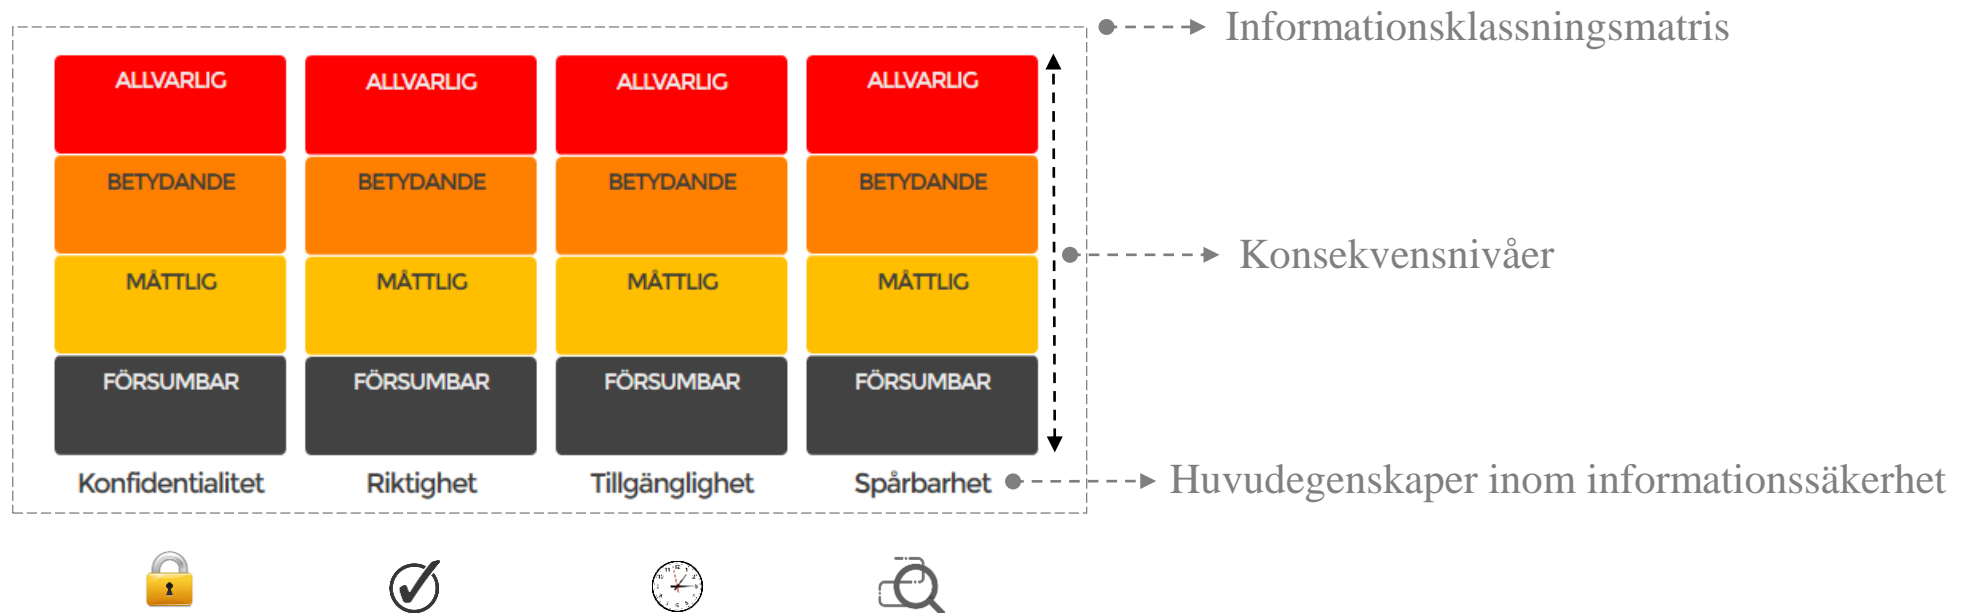 Informationsklassningsmatris
ALLVARLIG ALLVARLIG ALLVARLIG ALLVARLIG
BETYDANDE BETYDANDE BETYDANDE BETYDANDE
Konsekvensnivåer
MÅTTLIG MÅTTLIG MÅTTLIG MÅTTLIG
FÖRSUMBAR FÖRSUMBAR FÖRSUMBAR FÖRSUMBAR
Konfidentialitet Riktighet Tillgänglighet Spårbarhet Huvudegenskaper inom informationssäkerhet